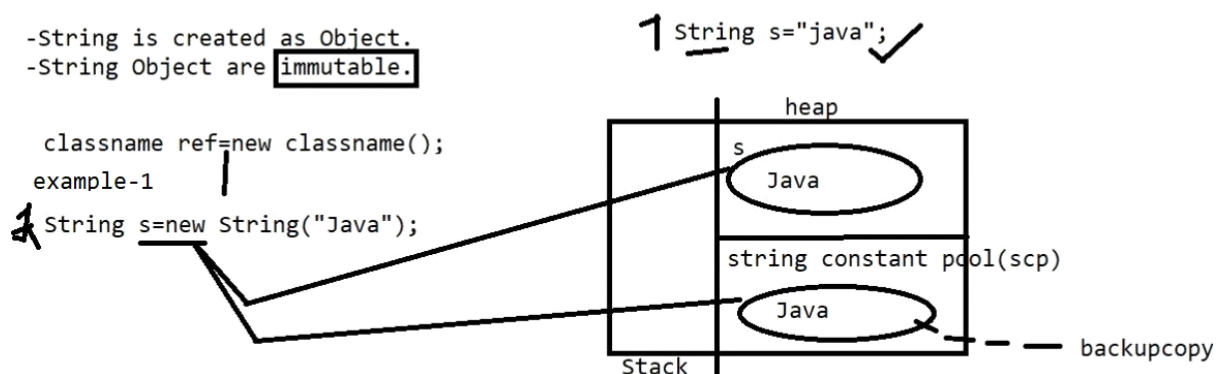 -String is created as Object.
-String Object are immutable.
1 String s="java";
heap
classname ref=new classname();
example-1
String s=new String("Java");
s
Java
string constant pool(scp)
Java
backupcopy
Stack